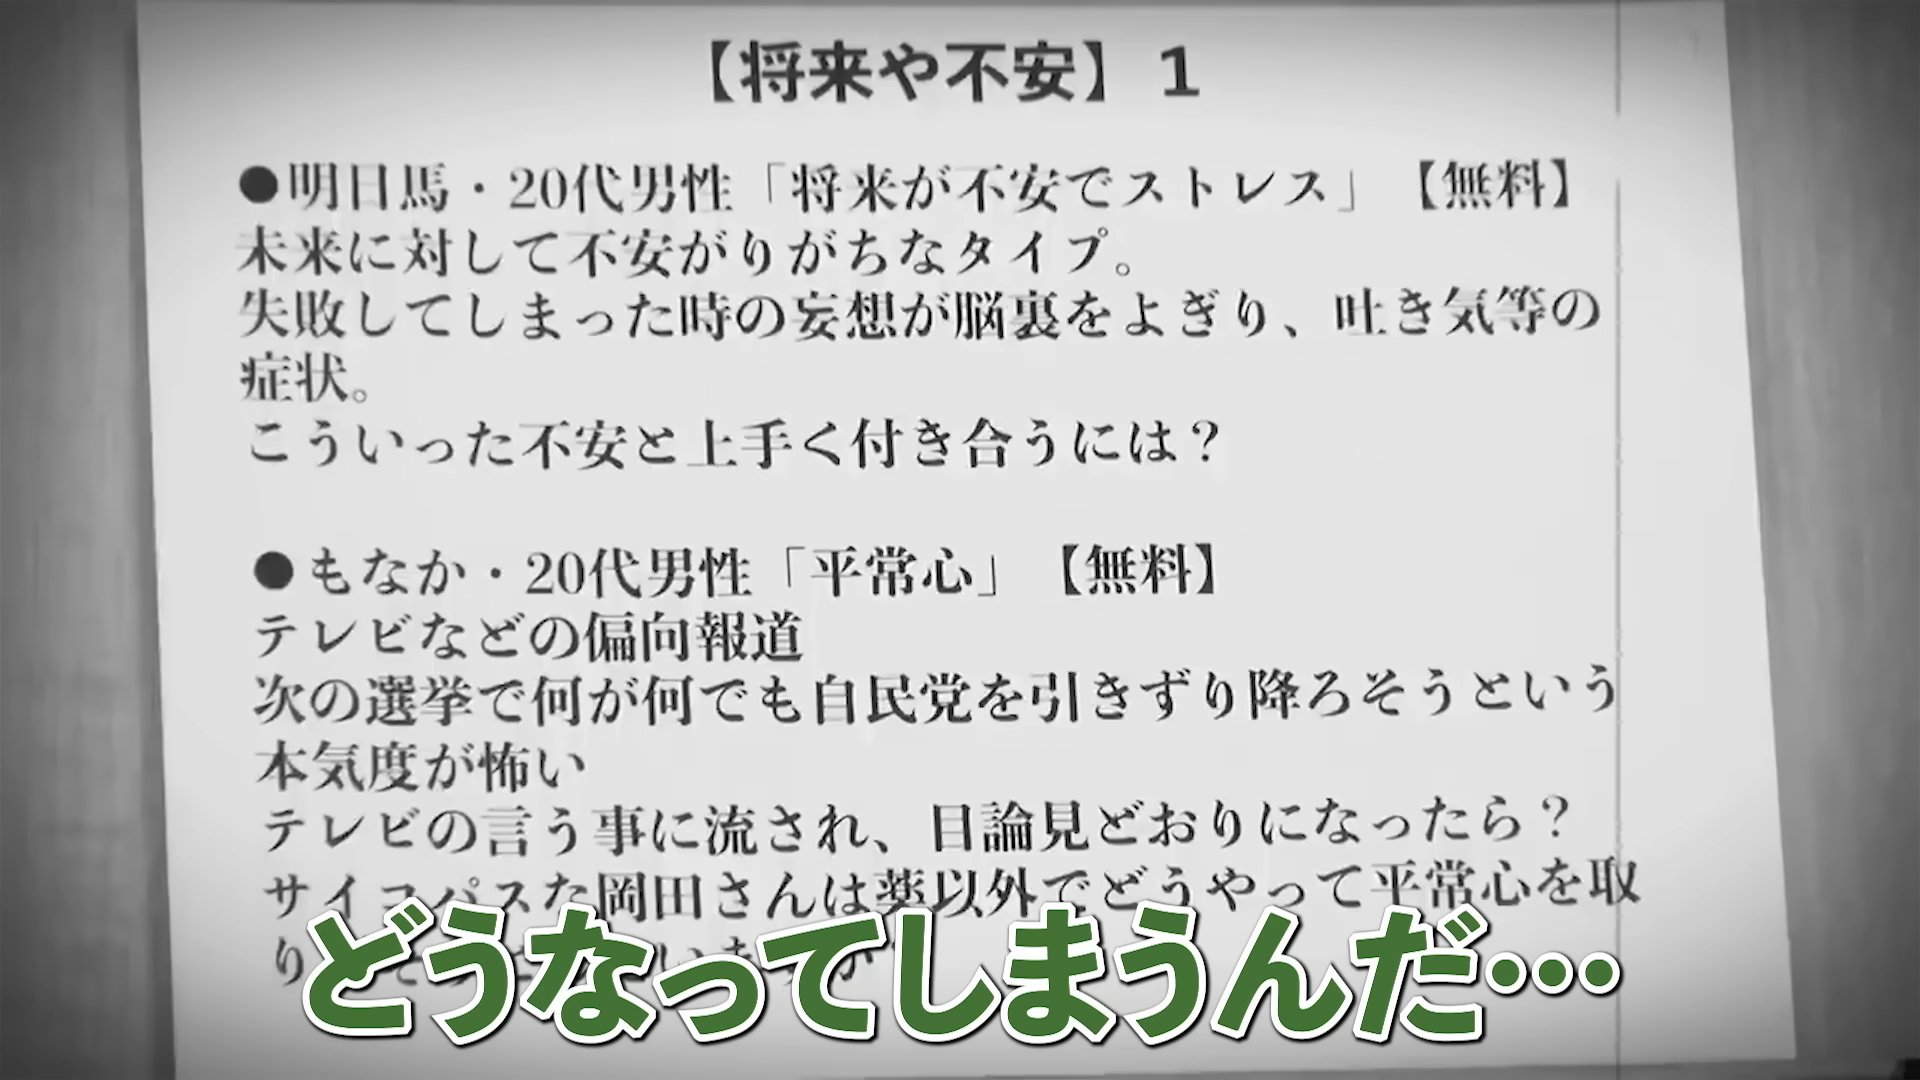 【将来や不安】 1
●明日馬・20代男性「将来が不安でストレス」【無料】
未来に対して不安がりがちなタイプ。
失敗してしまった時の妄想が脳裏をよぎり、吐き気等の
症状。
こういった不安と上手く付き合うには？
●もなか・20代男性「平常心」【無料】
テレビなどの偏向報道
次の選挙で何が何でも自民党を引きずり降ろそうという
本気度が怖い
テレビの言う事に流され、目論見どおりになったら？
サイコパスな岡田さんは薬以外でどうやって平常心を取
り
どうなってしまうんだ…